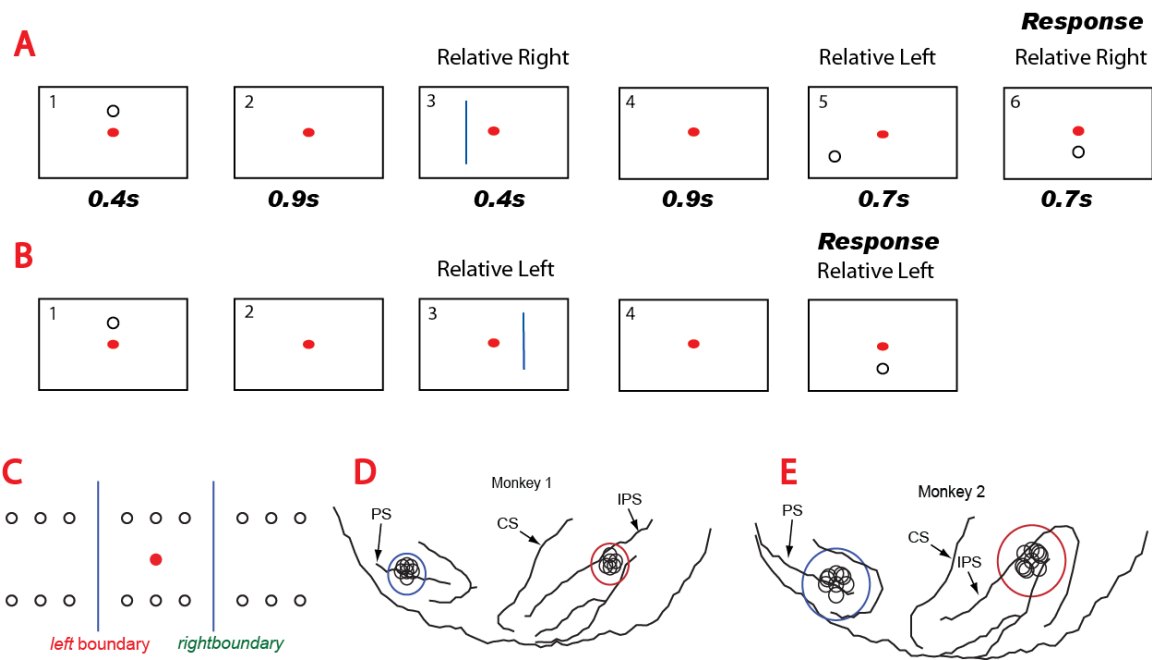 A
Response
Relative Right
Relative Left
Relative Right
1
2
3
4
5
6
0.4s
0.9s
0.4s
0.9s
0.7s
0.7s
B
Response
Relative Left
Relative Left
1
2
3
4
C
left boundary
rightboundary
D
Monkey 1
PS
CS
IPS
E
Monkey 2
PS
CS
IPS